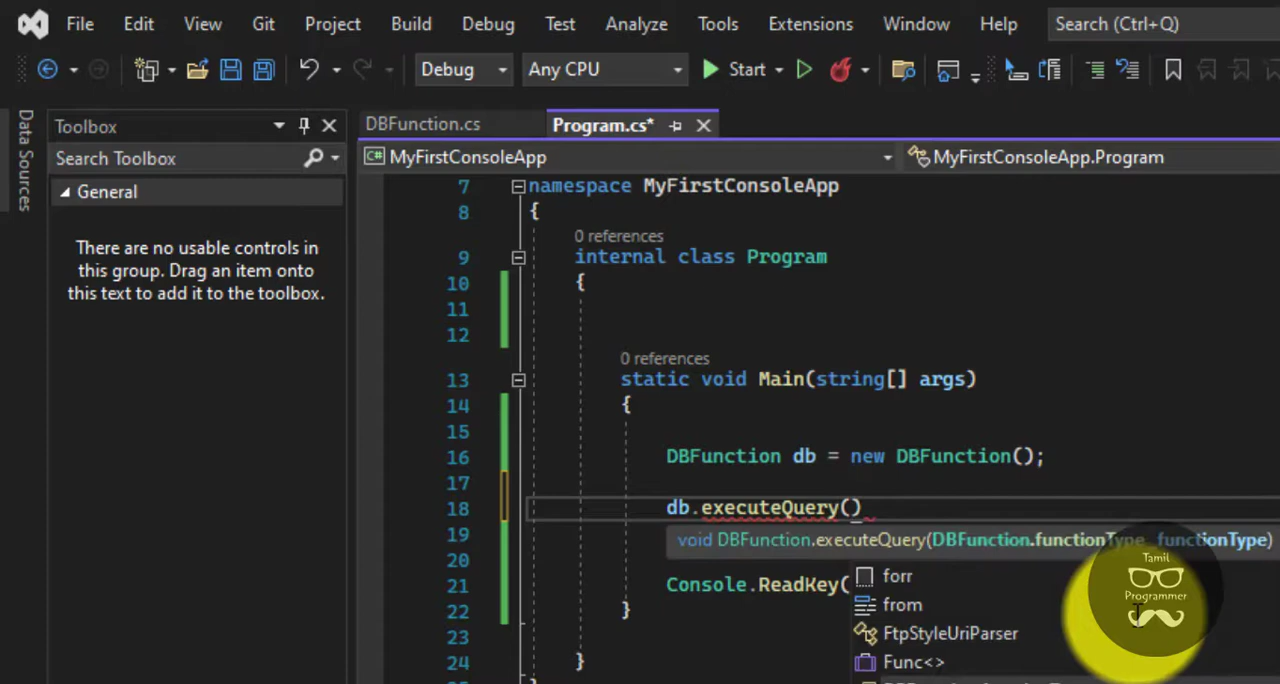 File Edit View Git Project Build Debug Test Analyze Tools Extensions Window Help Search (Ctrl+Q)
Debug Any CPU Start
Data Sources
Toolbox
Search Toolbox
General
There are no usable controls in
this group. Drag an item onto
this text to add it to the toolbox.
DBFunction.cs Program.cs*
C# MyFirstConsoleApp MyFirstConsoleApp.Program
7 namespace MyFirstConsoleApp
8 {
0 references
9 internal class Program
10 {
11
12
0 references
13 static void Main(string[] args)
14 {
15
16 DBFunction db = new DBFunction();
17
18 db.executeQuery()
19 void DBFunction.executeQuery(DBFunction.functionType functionType)
20 forr
21 Console.ReadKey( from
22 } FtpStyleUriParser
23
24 } Func<>
Tamil
Programmer